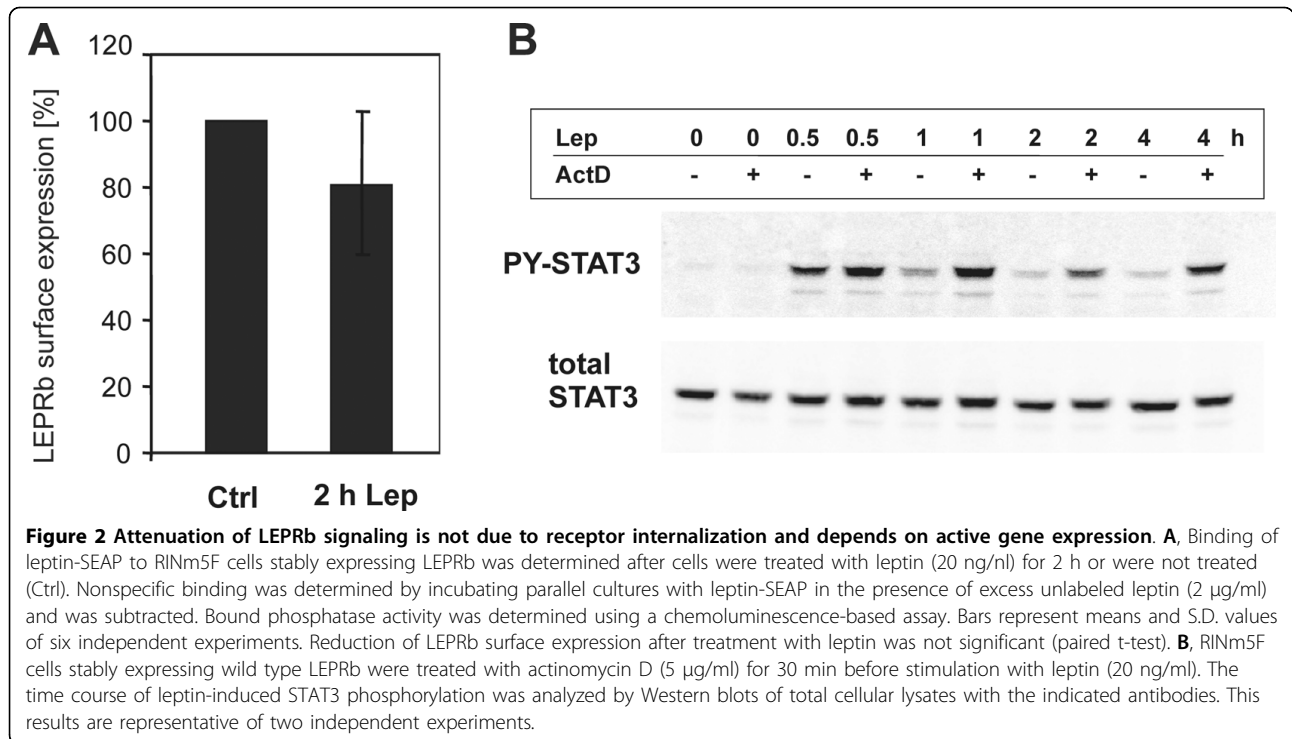 A
B
120
100
80
60
40
20
0
LEPRb surface expression [%]
Ctrl 2 h Lep
Lep 0 0 0.5 0.5 1 1 2 2 4 4 h
ActD - + - + - + - + - +
PY-STAT3
total
STAT3
Figure 2 Attenuation of LEPRb signaling is not due to receptor internalization and depends on active gene expression. A, Binding of
leptin-SEAP to RINm5F cells stably expressing LEPRb was determined after cells were treated with leptin (20 ng/nl) for 2 h or were not treated
(Ctrl). Nonspecific binding was determined by incubating parallel cultures with leptin-SEAP in the presence of excess unlabeled leptin (2 μg/ml)
and was subtracted. Bound phosphatase activity was determined using a chemoluminescence-based assay. Bars represent means and S.D. values
of six independent experiments. Reduction of LEPRb surface expression after treatment with leptin was not significant (paired t-test). B, RINm5F
cells stably expressing wild type LEPRb were treated with actinomycin D (5 μg/ml) for 30 min before stimulation with leptin (20 ng/ml). The
time course of leptin-induced STAT3 phosphorylation was analyzed by Western blots of total cellular lysates with the indicated antibodies. This
results are representative of two independent experiments.